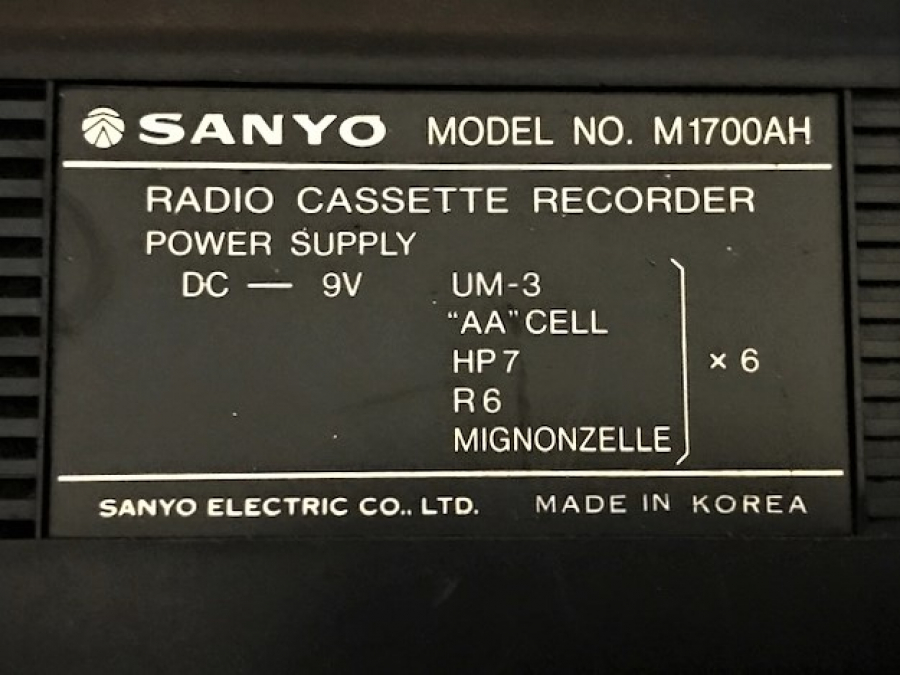 SANYO MODEL NO. M1700AH
RADIO CASSETTE RECORDER
POWER SUPPLY
DC — 9V UM-3
“AA” CELL
HP7 × 6
R6
MIGNONZELLE
SANYO ELECTRIC CO., LTD. MADE IN KOREA